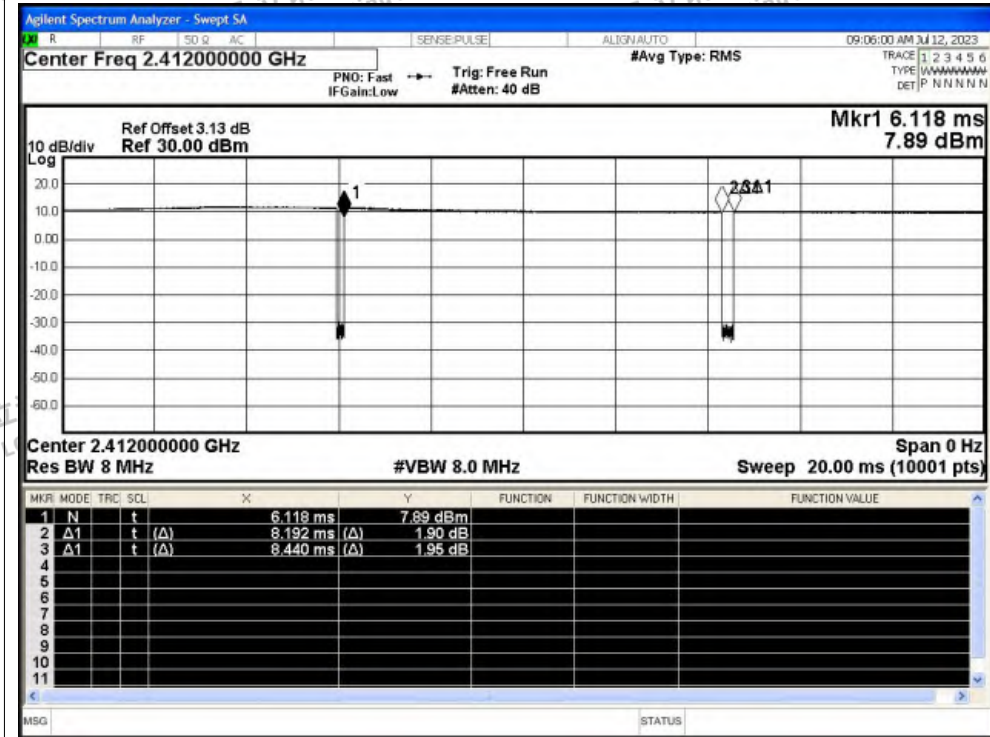 Agilent Spectrum Analyzer - Swept SA
R RF 50 Ω AC SENSE:PULSE ALIGNAUTO 09:06:00 AM Jul 12, 2023
Center Freq 2.412000000 GHz #Avg Type: RMS TRACE 1 2 3 4 5 6
PNO: Fast Trig: Free Run TYPE WWWWWWW
IFGain:Low #Atten: 40 dB DET P N N N N N
Mkr1 6.118 ms
Ref Offset 3.13 dB
10 dB/div Ref 30.00 dBm 7.89 dBm
Log
20.0
1
10.0
0.00
-10.0
-20.0
-30.0
-40.0
-50.0
-60.0
Center 2.412000000 GHz Span 0 Hz
Res BW 8 MHz #VBW 8.0 MHz Sweep 20.00 ms (10001 pts)
MKR MODE TRC SCL X Y FUNCTION FUNCTION WIDTH FUNCTION VALUE
1 N t 6.118 ms 7.89 dBm
2 Δ1 t (Δ) 8.192 ms (Δ) 1.90 dB
3 Δ1 t (Δ) 8.440 ms (Δ) 1.95 dB
4
5
6
7
8
9
10
11
MSG STATUS